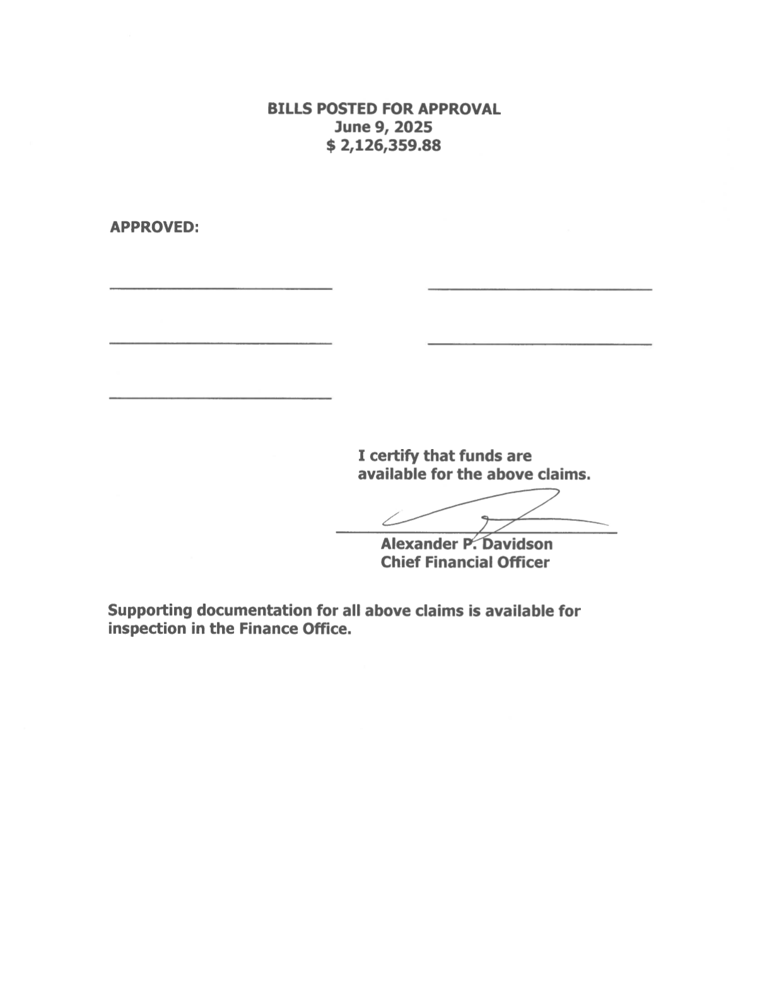 BILLS POSTED FOR APPROVAL
June 9, 2025
$ 2,126,359.88
APPROVED:
I certify that funds are
available for the above claims.
Alexander P. Davidson
Chief Financial Officer
Supporting documentation for all above claims is available for
inspection in the Finance Office.